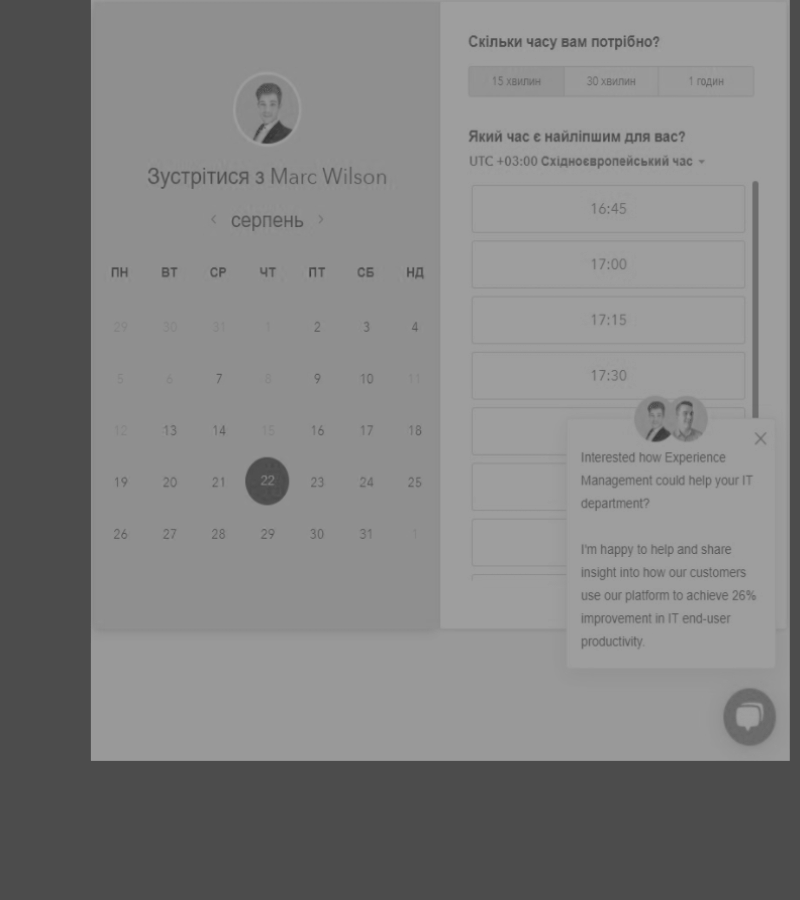 Зустрітися з Marc Wilson
серпень
ПН ВТ СР ЧТ ПТ СБ НД
29 30 31 1 2 3 4
5 6 7 8 9 10 11
12 13 14 15 16 17 18
19 20 21 22 23 24 25
26 27 28 29 30 31 1
Скільки часу вам потрібно?
15 хвилин 30 хвилин 1 годин
Який час є найліпшим для вас?
UTC +03:00 Східноєвропейський час
16:45
17:00
17:15
17:30
Interested how Experience
Management could help your IT
department?
I'm happy to help and share
insight into how our customers
use our platform to achieve 26%
improvement in IT end-user
productivity.